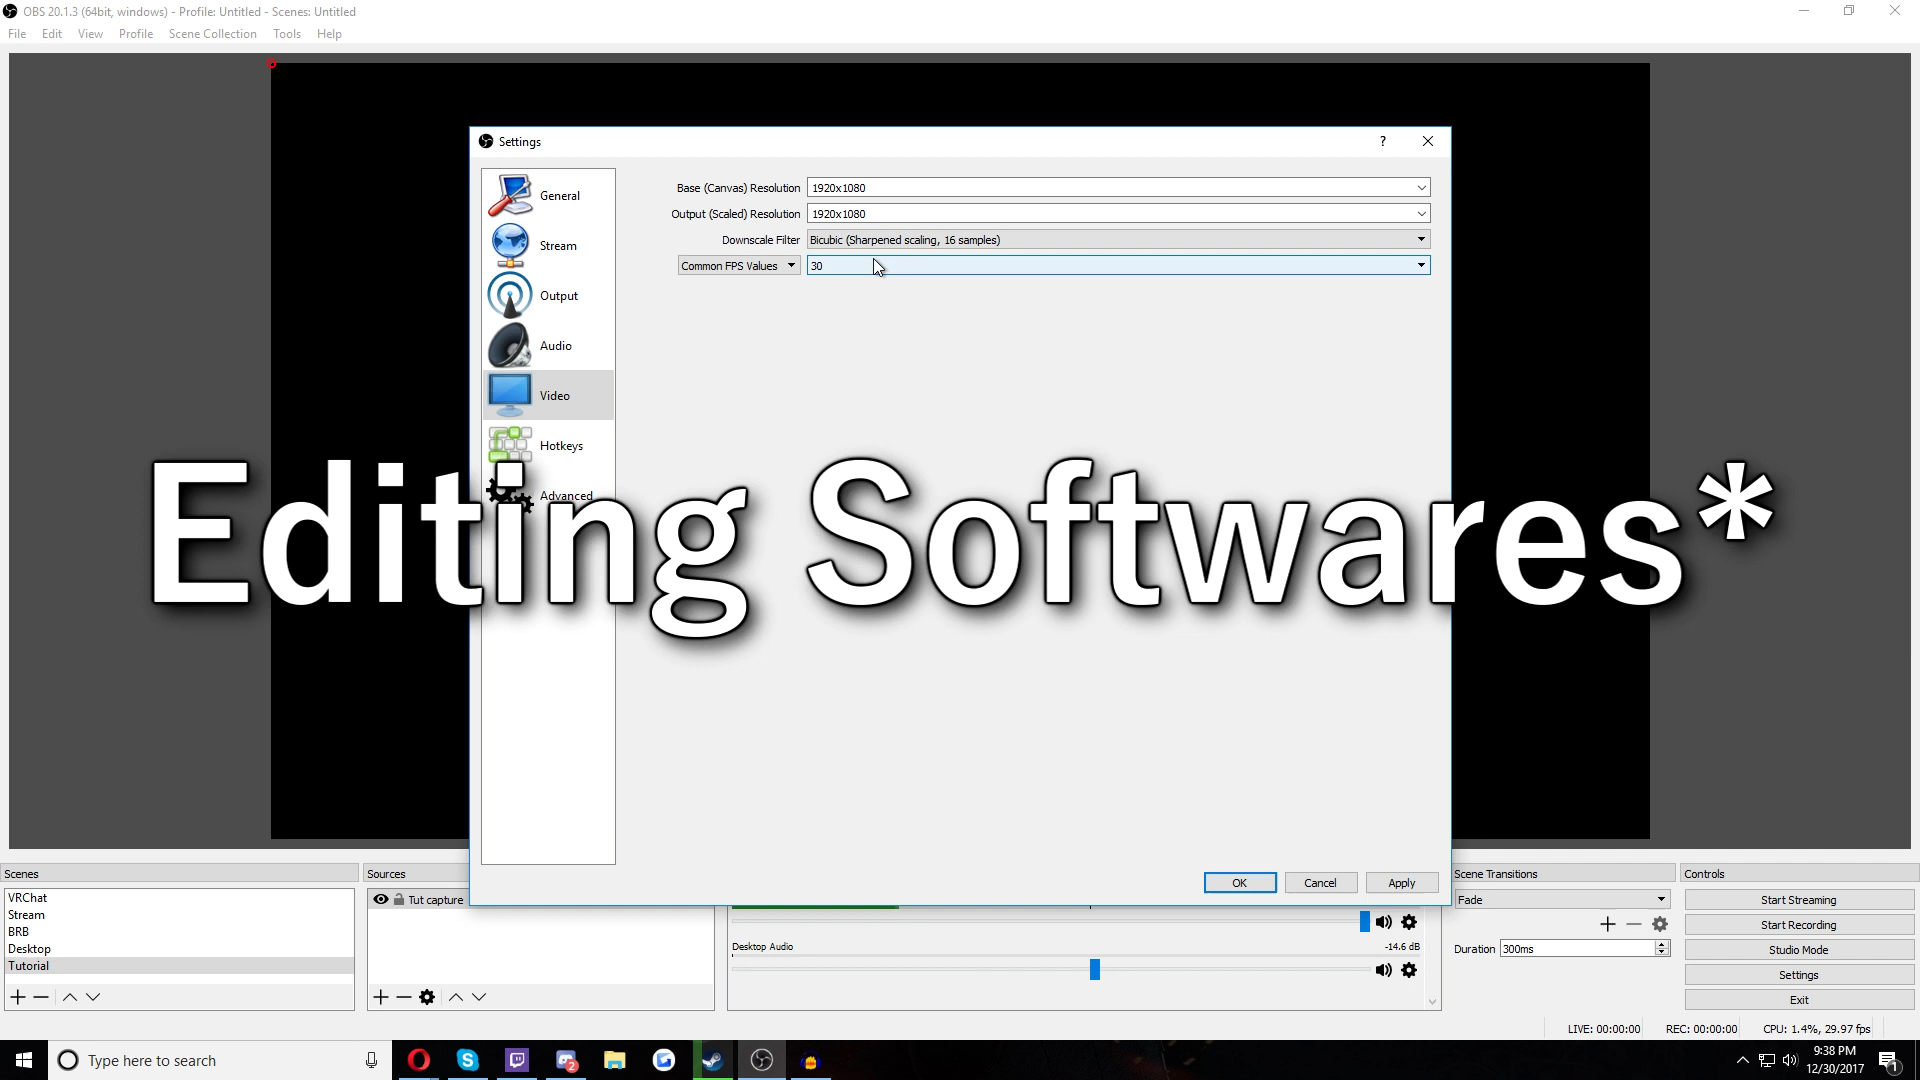 OBS 20.1.3 (64bit, windows) - Profile: Untitled - Scenes: Untitled
File Edit View Profile Scene Collection Tools Help
Settings ?
General
Stream
Output
Audio
Video
Hotkeys
Advanced
Base (Canvas) Resolution 1920x1080
Output (Scaled) Resolution 1920x1080
Downscale Filter Bicubic (Sharpened scaling, 16 samples)
Common FPS Values 30
Editing Softwares*
OK Cancel Apply
Scenes
VRChat
Stream
BRB
Desktop
Tutorial
Sources
Tut capture
Desktop Audio -14.6 dB
Scene Transitions
Fade
Duration 300ms
Controls
Start Streaming
Start Recording
Studio Mode
Settings
Exit
LIVE: 00:00:00 REC: 00:00:00 CPU: 1.4%, 29.97 fps
Type here to search
2
9:38 PM
12/30/2017
1